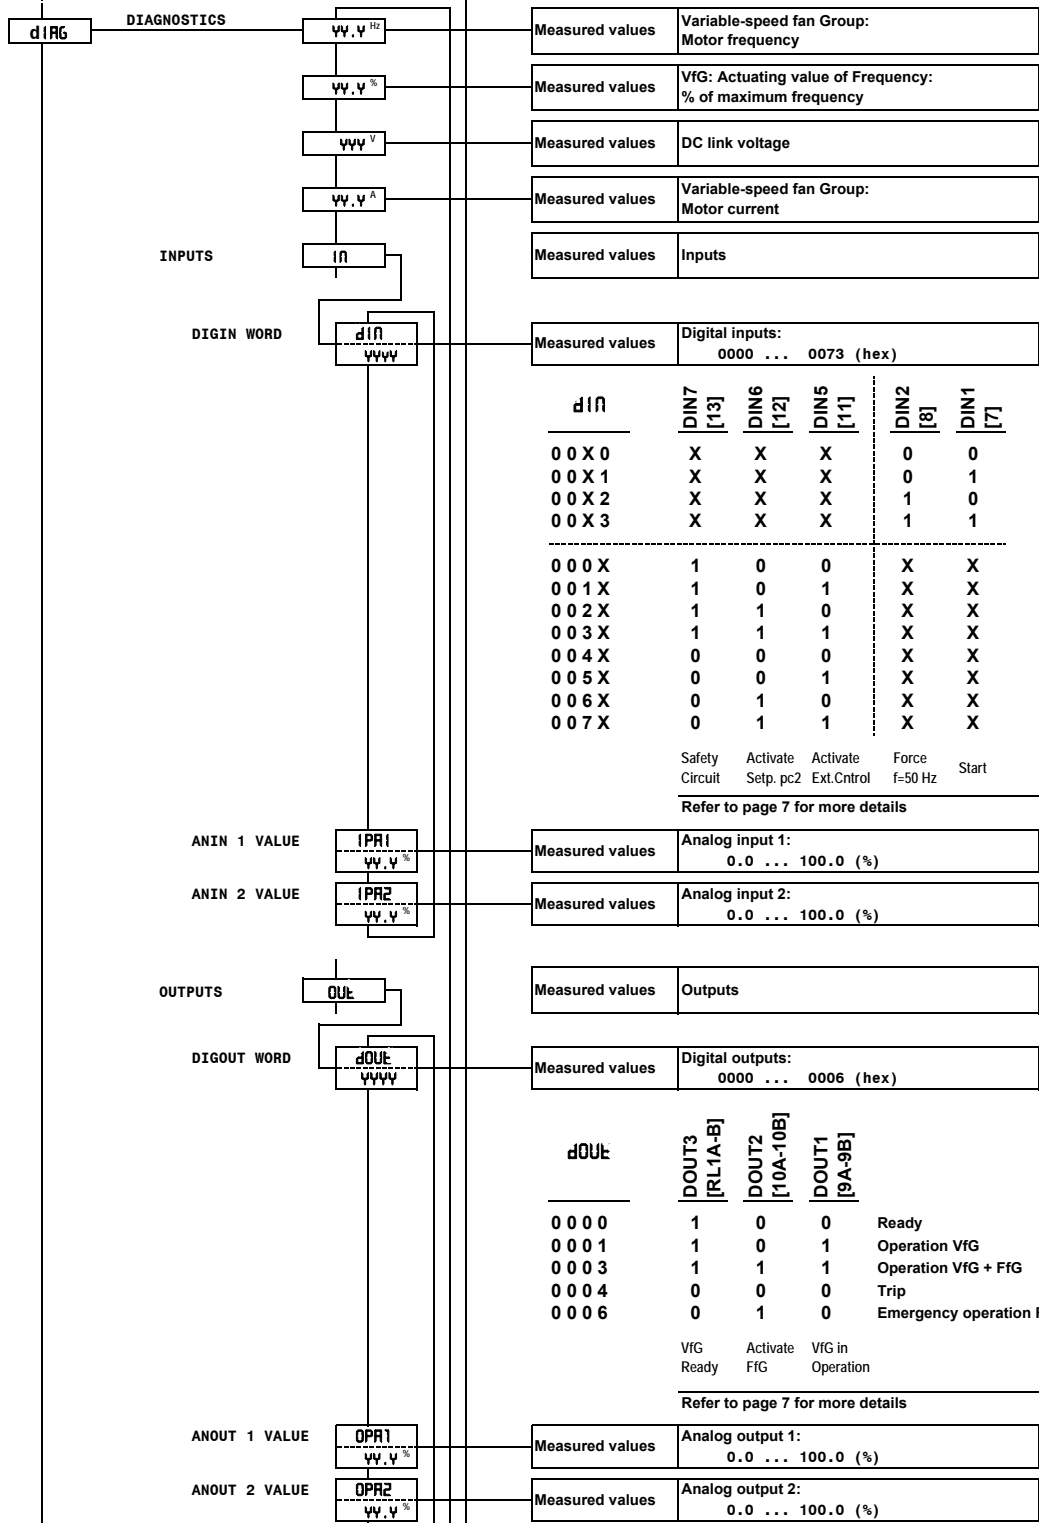 dIAG DIAGNOSTICS YY.Y Hz Measured values Variable-speed fan Group:
Motor frequency
YY.Y % Measured values VfG: Actuating value of Frequency:
% of maximum frequency
YYY V Measured values DC link voltage
YY.Y A Measured values Variable-speed fan Group:
Motor current
INPUTS In Measured values Inputs
DIGIN WORD dIn Measured values Digital inputs:
YYYY 0000 ... 0073 (hex)
dIn DIN7 [13] DIN6 [12] DIN5 [11] DIN2 [8] DIN1 [7]
0 0 X 0 X X X 0 0
0 0 X 1 X X X 0 1
0 0 X 2 X X X 1 0
0 0 X 3 X X X 1 1
0 0 0 X 1 0 0 X X
0 0 1 X 1 0 1 X X
0 0 2 X 1 1 0 X X
0 0 3 X 1 1 1 X X
0 0 4 X 0 0 0 X X
0 0 5 X 0 0 1 X X
0 0 6 X 0 1 0 X X
0 0 7 X 0 1 1 X X
Safety Activate Activate Force Start
Circuit Setp. pc2 Ext.Cntrol f=50 Hz
Refer to page 7 for more details
ANIN 1 VALUE IPA1 Measured values Analog input 1:
YY.Y % 0.0 ... 100.0 (%)
ANIN 2 VALUE IPA2 Measured values Analog input 2:
YY.Y % 0.0 ... 100.0 (%)
OUTPUTS OUt Measured values Outputs
DIGOUT WORD dOUt Measured values Digital outputs:
YYYY 0000 ... 0006 (hex)
dOUt DOUT3 [RL1A-B] DOUT2 [10A-10B] DOUT1 [9A-9B]
0 0 0 0 1 0 0 Ready
0 0 0 1 1 0 1 Operation VfG
0 0 0 3 1 1 1 Operation VfG + FfG
0 0 0 4 0 0 0 Trip
0 0 0 6 0 1 0 Emergency operation
VfG Activate VfG in
Ready FfG Operation
Refer to page 7 for more details
ANOUT 1 VALUE OPA1 Measured values Analog output 1:
YY.Y % 0.0 ... 100.0 (%)
ANOUT 2 VALUE OPA2 Measured values Analog output 2:
YY.Y % 0.0 ... 100.0 (%)